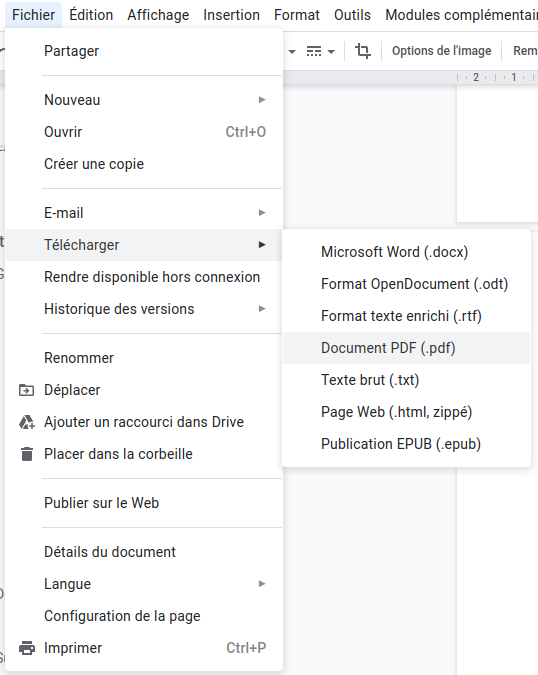 Fichier Édition Affichage Insertion Format Outils Modules complémentai
Options de l'image Rem
2 1
Partager
Nouveau
Ouvrir Ctrl+O
Créer une copie
E-mail
Télécharger
Rendre disponible hors connexion
Historique des versions
Renommer
Déplacer
Ajouter un raccourci dans Drive
Placer dans la corbeille
Publier sur le Web
Détails du document
Langue
Configuration de la page
Imprimer Ctrl+P
Microsoft Word (.docx)
Format OpenDocument (.odt)
Format texte enrichi (.rtf)
Document PDF (.pdf)
Texte brut (.txt)
Page Web (.html, zippé)
Publication EPUB (.epub)